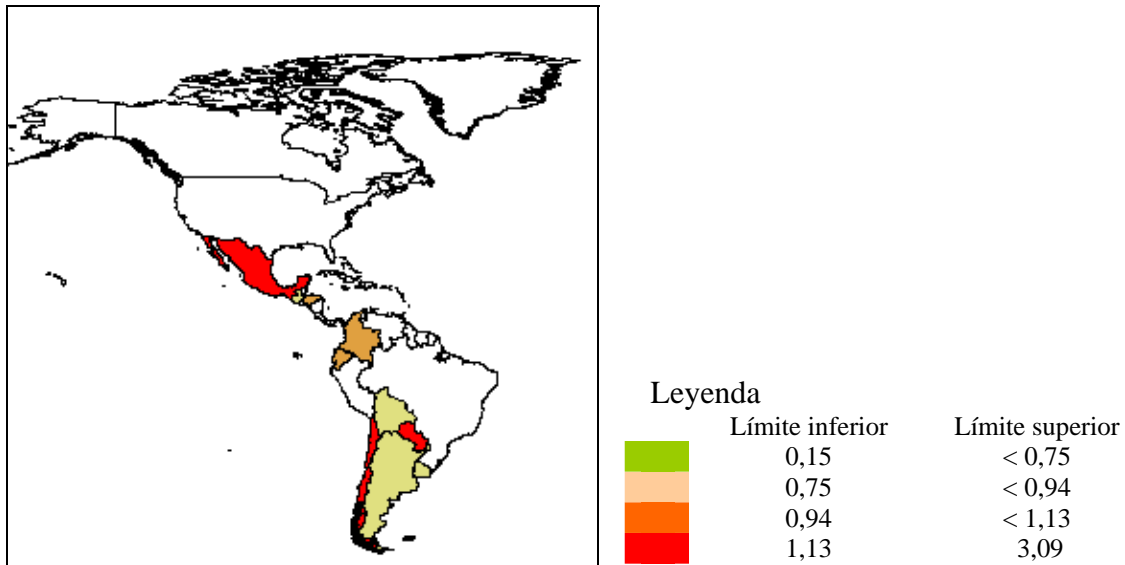 Leyenda
Límite inferior Límite superior
0,15 < 0,75
0,75 < 0,94
0,94 < 1,13
1,13 3,09